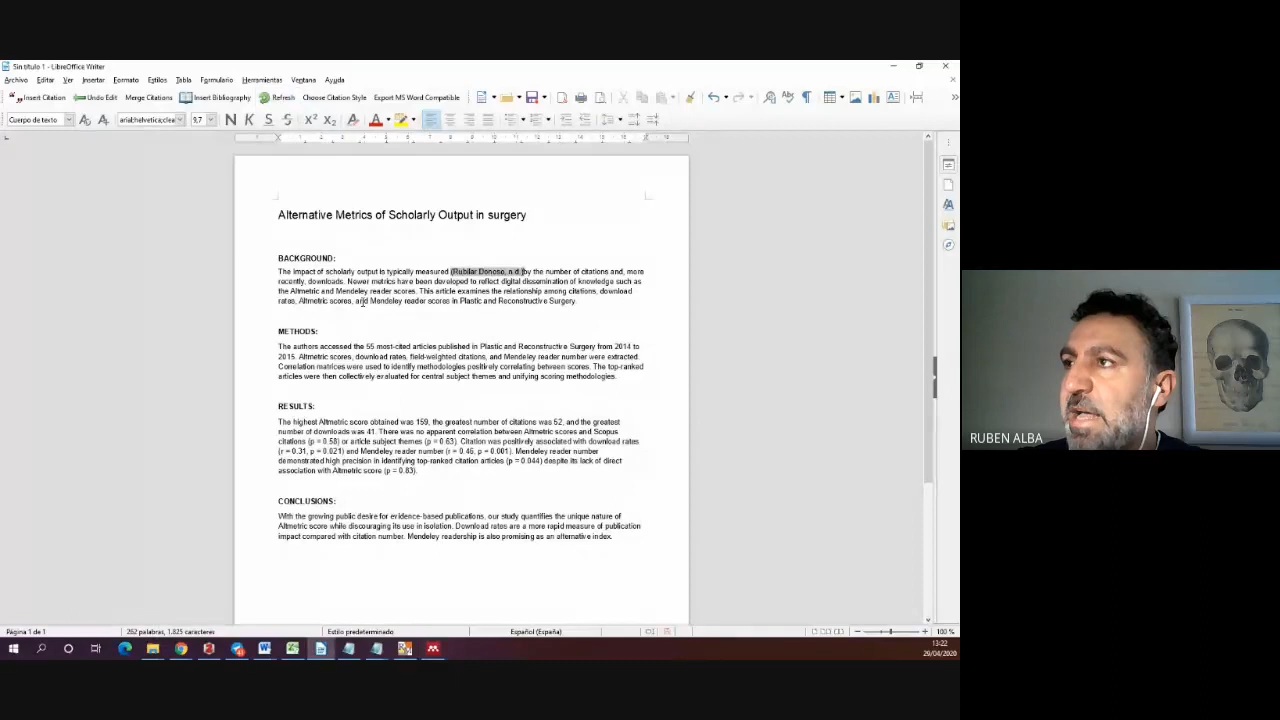 Sin título 1 - LibreOffice Writer
Archivo Editar Ver Insertar Formato Estilos Tabla Formulario Herramientas Ventana Ayuda
Insert Citation Undo Edit Merge Citations Insert Bibliography Refresh Choose Citation Style Export MS Word Compatible
Cuerpo de texto arial;helvetica;clea 9,7 N K S S X² X₂
Alternative Metrics of Scholarly Output in surgery
BACKGROUND:
The impact of scholarly output is typically measured (Rubilar Donoso, n.d.)by the number of citations and, more
recently, downloads. Newer metrics have been developed to reflect digital dissemination of knowledge such as
the Altmetric and Mendeley reader scores. This article examines the relationship among citations, download
rates, Altmetric scores, and Mendeley reader scores in Plastic and Reconstructive Surgery.
METHODS:
The authors accessed the 55 most-cited articles published in Plastic and Reconstructive Surgery from 2014 to
2015. Altmetric scores, download rates, field-weighted citations, and Mendeley reader number were extracted.
Correlation matrices were used to identify methodologies positively correlating between scores. The top-ranked
articles were then collectively evaluated for central subject themes and unifying scoring methodologies.
RESULTS:
The highest Altmetric score obtained was 159, the greatest number of citations was 52, and the greatest
number of downloads was 41. There was no apparent correlation between Altmetric scores and Scopus
citations (p = 0.58) or article subject themes (p = 0.63). Citation was positively associated with download rates
(r = 0.31, p = 0.021) and Mendeley reader number (r = 0.46, p = 0.001). Mendeley reader number
demonstrated high precision in identifying top-ranked citation articles (p = 0.044) despite its lack of direct
association with Altmetric score (p = 0.83).
CONCLUSIONS:
With the growing public desire for evidence-based publications, our study quantifies the unique nature of
Altmetric score while discouraging its use in isolation. Download rates are a more rapid measure of publication
impact compared with citation number. Mendeley readership is also promising as an alternative index.
RUBEN ALBA
Página 1 de 1 262 palabras, 1.825 caracteres Estilo predeterminado Español (España) 100 %
13:22
29/04/2020